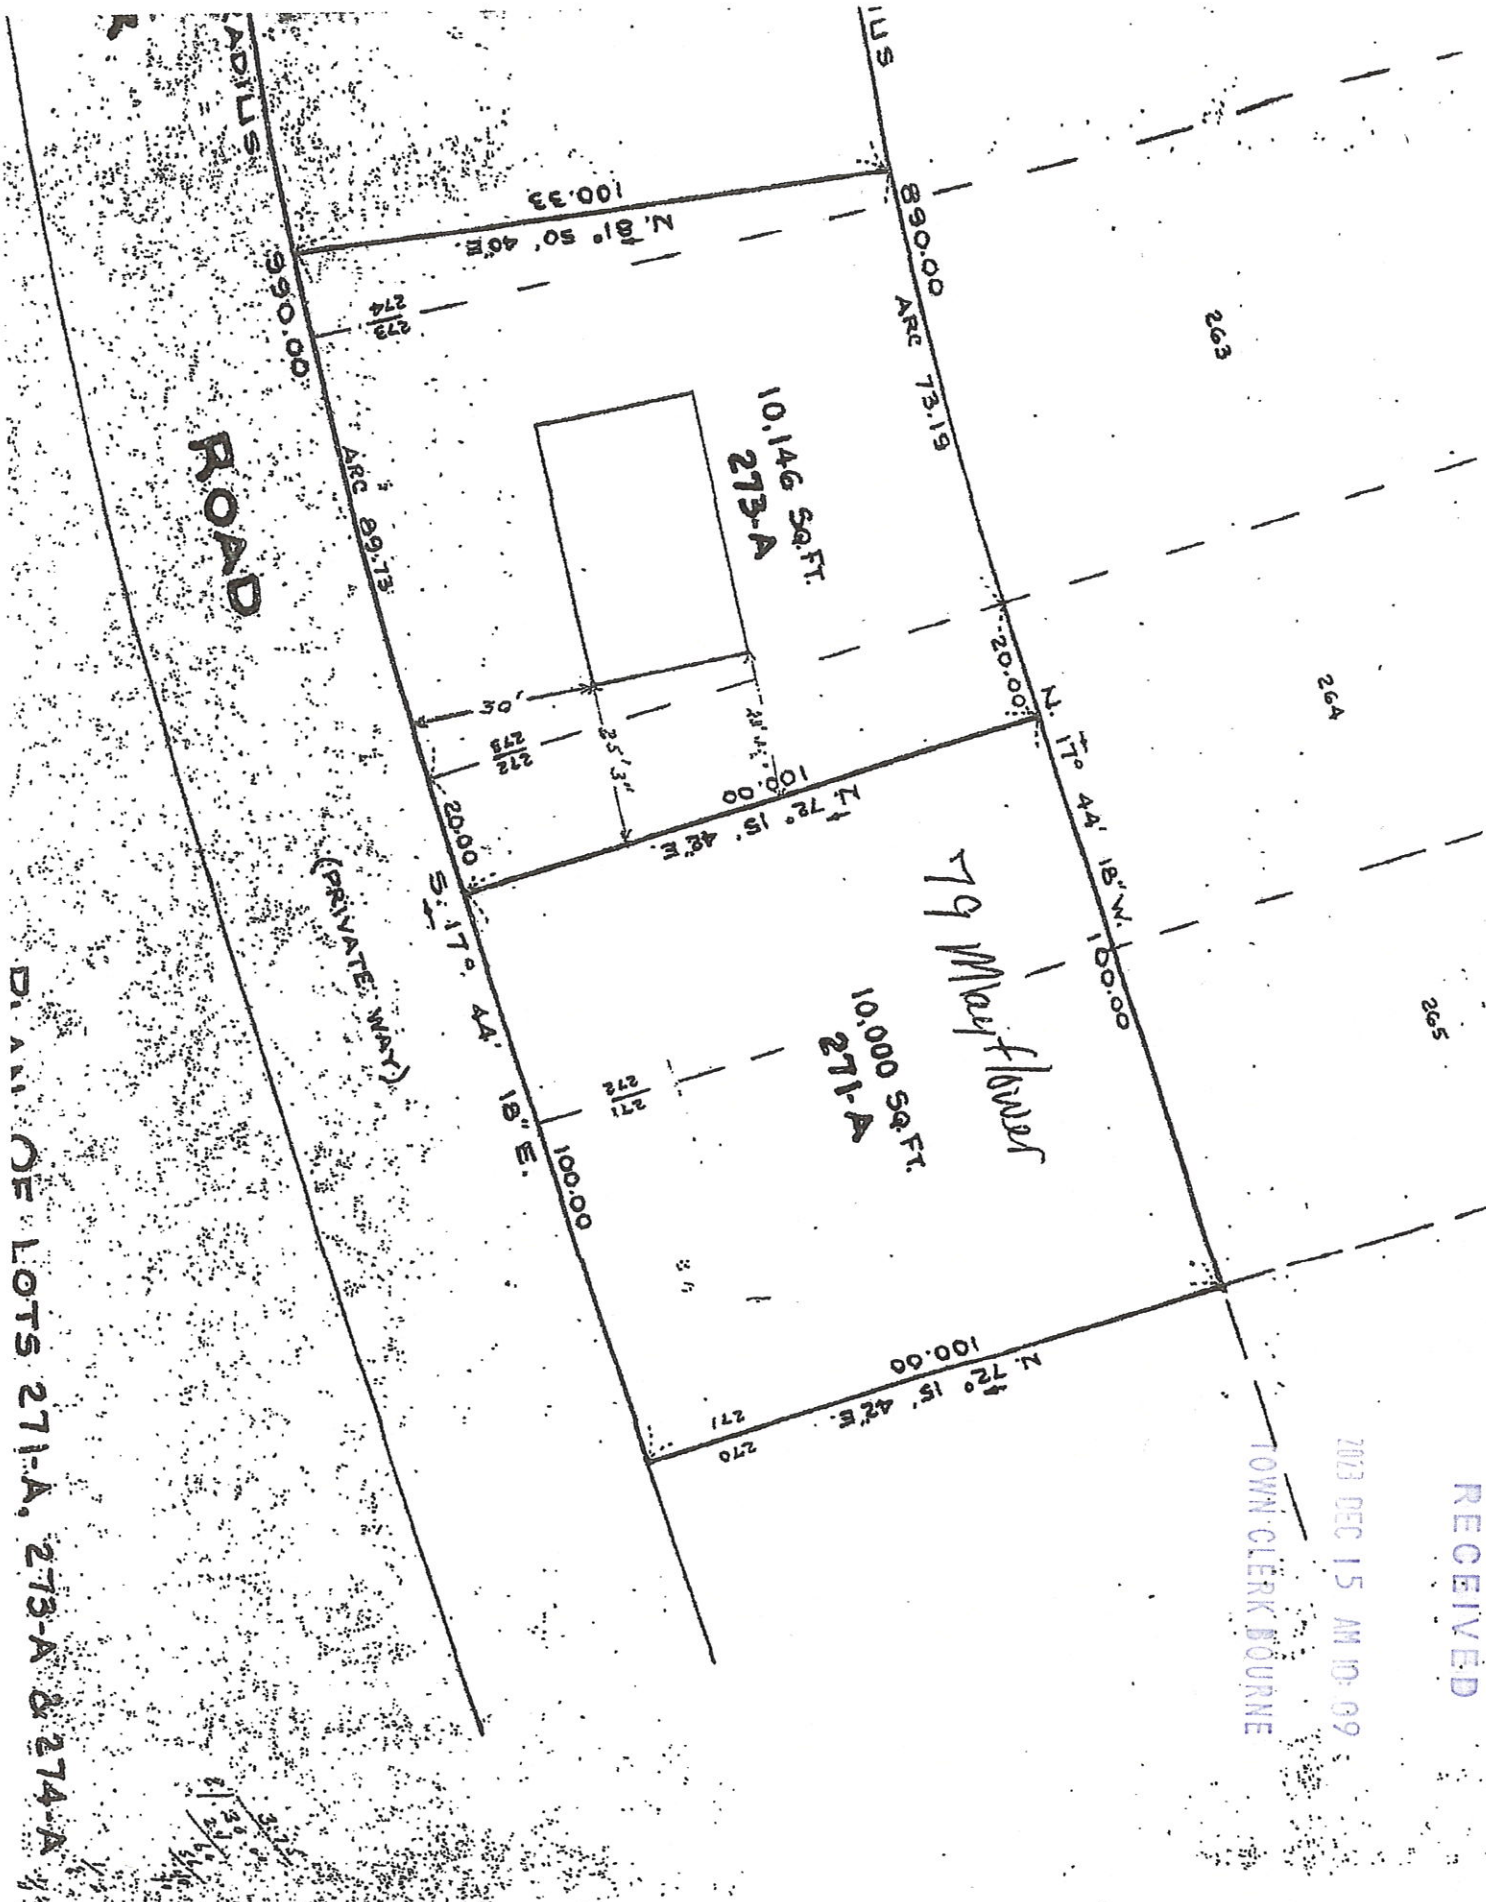 RECEIVED
2023 DEC 15 AM 10:09
TOWN CLERK BOURNE
263
264
265
890.00 ARC 73.19
20.00
N. 17° 44' 18" W. 100.00
N. 81° 50' 40" E.
100.33
10,146 SQ.FT.
273-A
79 Mayflower
10,000 SQ. FT.
271-A
273
274
272
273
271
272
30'
25'3"
N. 72° 15' 42" E.
100.00
N. 72° 15' 42" E.
100.00
271
270
990.00 ARC 89.73
20.00
S. 17° 44' 18" E. 100.00
ROAD
(PRIVATE WAY)
OF LOTS 271-A, 273-A & 274-A